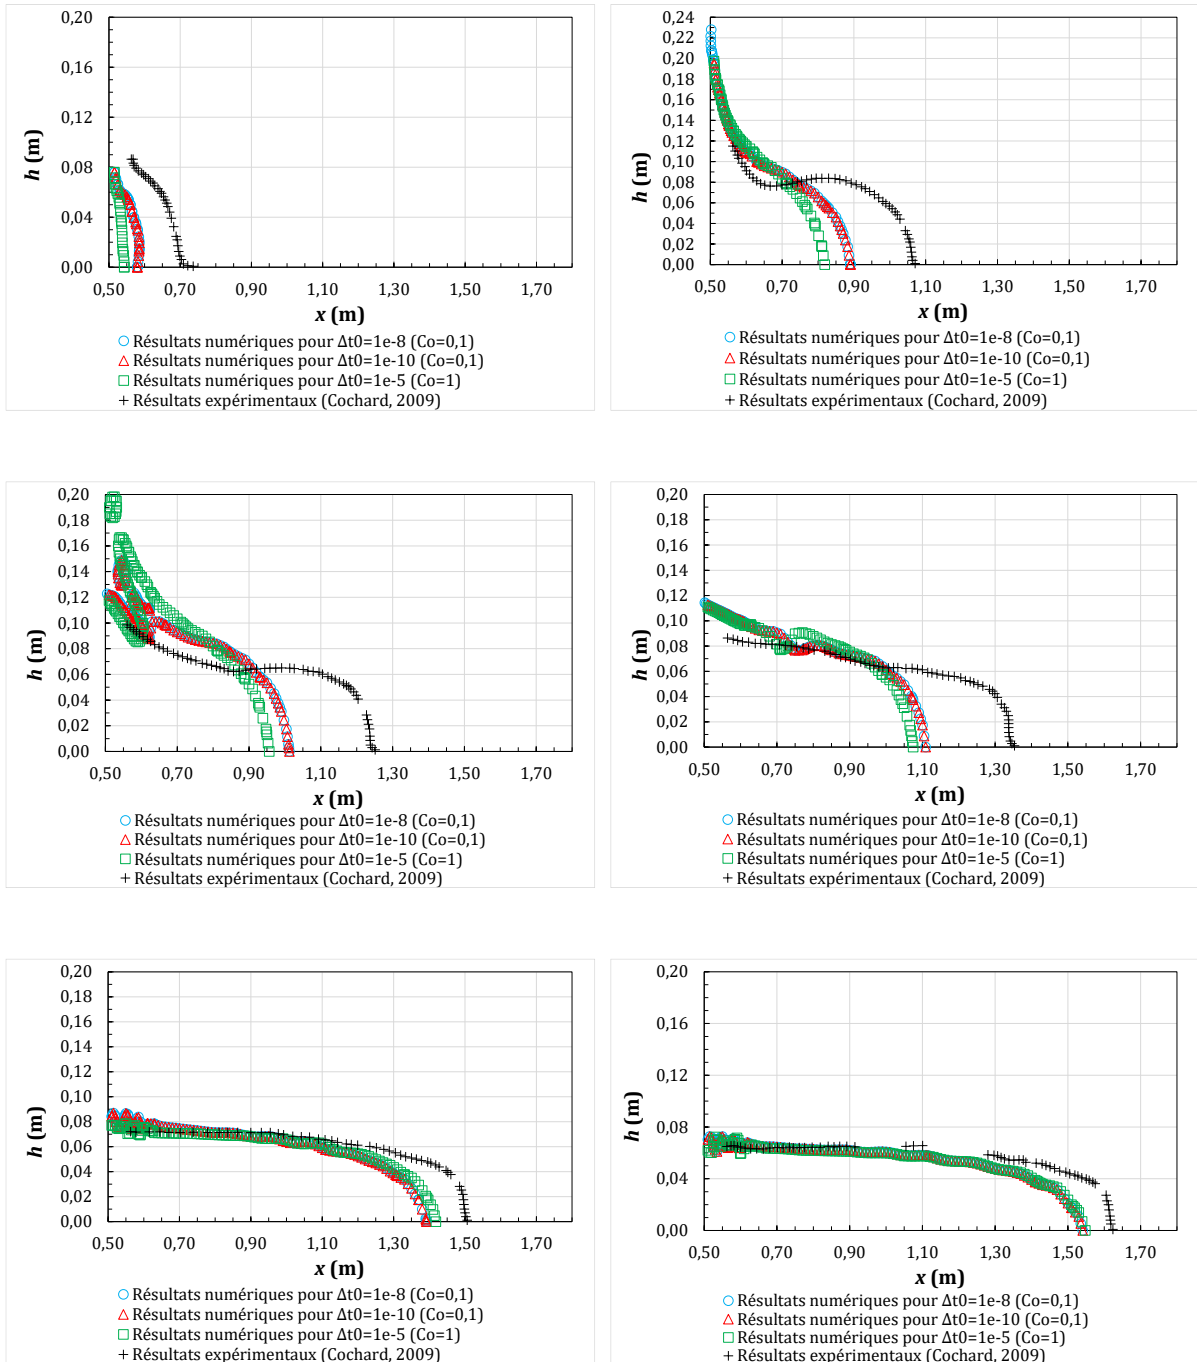 0,20
0,16
0,12
0,08
0,04
0,00
h (m)
0,50 0,70 0,90 1,10 1,30 1,50 1,70
x (m)
Résultats numériques pour Δt0=1e-8 (Co=0,1)
Résultats numériques pour Δt0=1e-10 (Co=0,1)
Résultats numériques pour Δt0=1e-5 (Co=1)
Résultats expérimentaux (Cochard, 2009)
0,24
0,22
0,20
0,18
0,16
0,14
0,12
0,10
0,08
0,06
0,04
0,02
0,00
h (m)
0,50 0,70 0,90 1,10 1,30 1,50 1,70
x (m)
Résultats numériques pour Δt0=1e-8 (Co=0,1)
Résultats numériques pour Δt0=1e-10 (Co=0,1)
Résultats numériques pour Δt0=1e-5 (Co=1)
Résultats expérimentaux (Cochard, 2009)
0,20
0,18
0,16
0,14
0,12
0,10
0,08
0,06
0,04
0,02
0,00
h (m)
0,50 0,70 0,90 1,10 1,30 1,50 1,70
x (m)
Résultats numériques pour Δt0=1e-8 (Co=0,1)
Résultats numériques pour Δt0=1e-10 (Co=0,1)
Résultats numériques pour Δt0=1e-5 (Co=1)
Résultats expérimentaux (Cochard, 2009)
0,20
0,18
0,16
0,14
0,12
0,10
0,08
0,06
0,04
0,02
0,00
h (m)
0,50 0,70 0,90 1,10 1,30 1,50 1,70
x (m)
Résultats numériques pour Δt0=1e-8 (Co=0,1)
Résultats numériques pour Δt0=1e-10 (Co=0,1)
Résultats numériques pour Δt0=1e-5 (Co=1)
Résultats expérimentaux (Cochard, 2009)
0,20
0,18
0,16
0,14
0,12
0,10
0,08
0,06
0,04
0,02
0,00
h (m)
0,50 0,70 0,90 1,10 1,30 1,50 1,70
x (m)
Résultats numériques pour Δt0=1e-8 (Co=0,1)
Résultats numériques pour Δt0=1e-10 (Co=0,1)
Résultats numériques pour Δt0=1e-5 (Co=1)
Résultats expérimentaux (Cochard, 2009)
0,20
0,16
0,12
0,08
0,04
0,00
h (m)
0,50 0,70 0,90 1,10 1,30 1,50 1,70
x (m)
Résultats numériques pour Δt0=1e-8 (Co=0,1)
Résultats numériques pour Δt0=1e-10 (Co=0,1)
Résultats numériques pour Δt0=1e-5 (Co=1)
Résultats expérimentaux (Cochard, 2009)